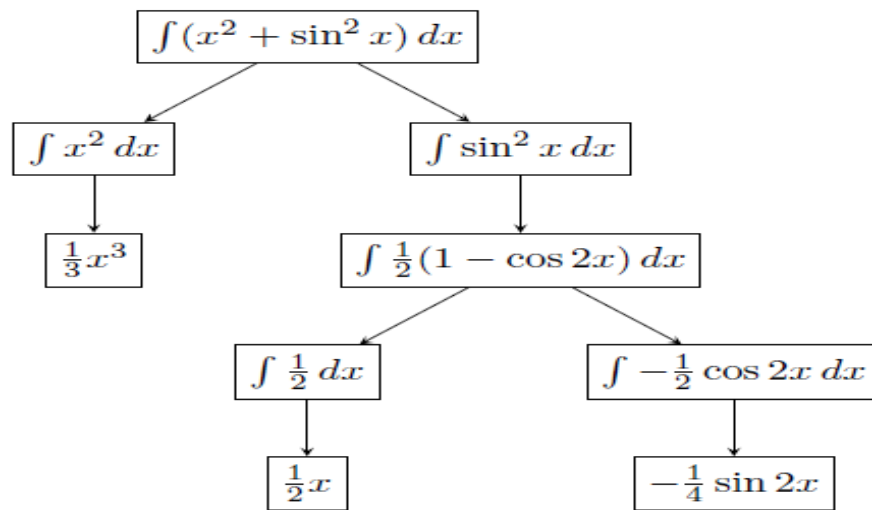 ∫(x² + sin² x) dx
∫ x² dx
∫ sin² x dx
⅓x³
∫ ½(1 − cos 2x) dx
∫ ½ dx
∫ −½ cos 2x dx
½x
−¼ sin 2x